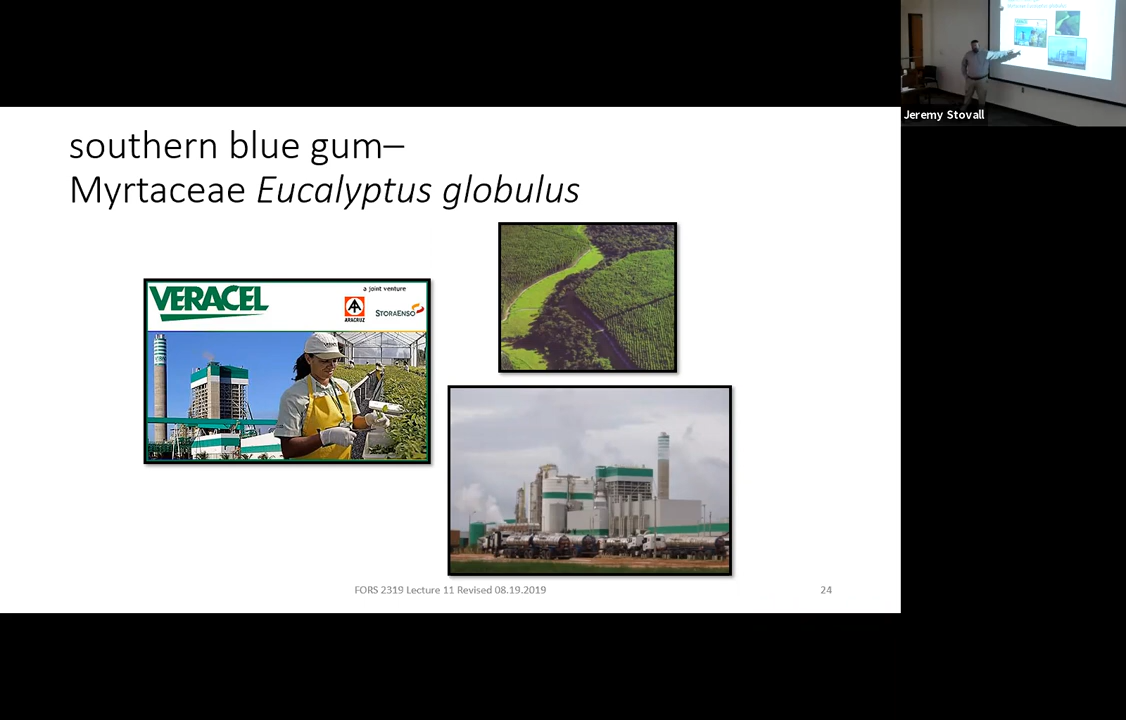 southern blue gum–
Myrtaceae Eucalyptus globulus
VERACEL
a joint venture
ARACRUZ
STORAENSO
FORS 2319 Lecture 11 Revised 08.19.2019
24
Jeremy Stovall